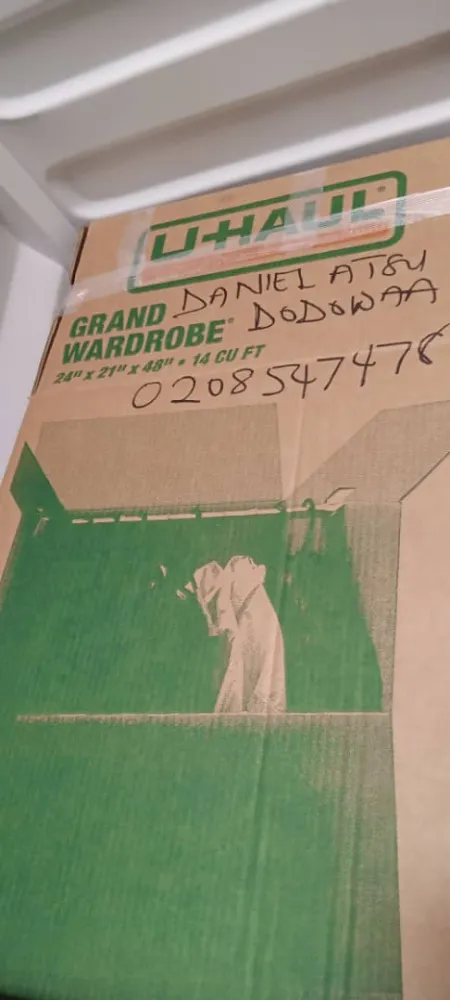 U-HAUL®
GRAND DANIEL ATSU
WARDROBE® DODOWAA
24" x 21" x 48" • 14 CU FT
0208547478